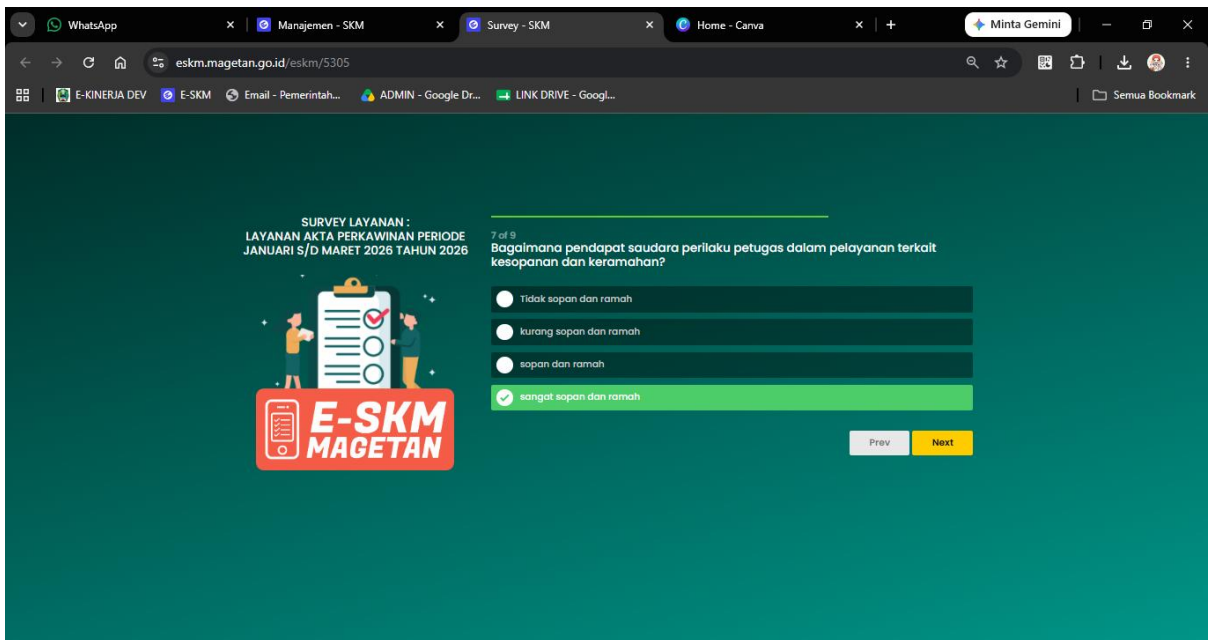 WhatsApp
Manajemen - SKM
Survey - SKM
Home - Canva
Minta Gemini
eskm.magetan.go.id/eskm/5305
E-KINERJA DEV
E-SKM
Email - Pemerintah...
ADMIN - Google Dr...
LINK DRIVE - Googl...
Semua Bookmark
SURVEY LAYANAN :
LAYANAN AKTA PERKAWINAN PERIODE
JANUARI S/D MARET 2026 TAHUN 2026
E-SKM
MAGETAN
7 of 9
Bagaimana pendapat saudara perilaku petugas dalam pelayanan terkait
kesopanan dan keramahan?
Tidak sopan dan ramah
kurang sopan dan ramah
sopan dan ramah
sangat sopan dan ramah
Prev
Next